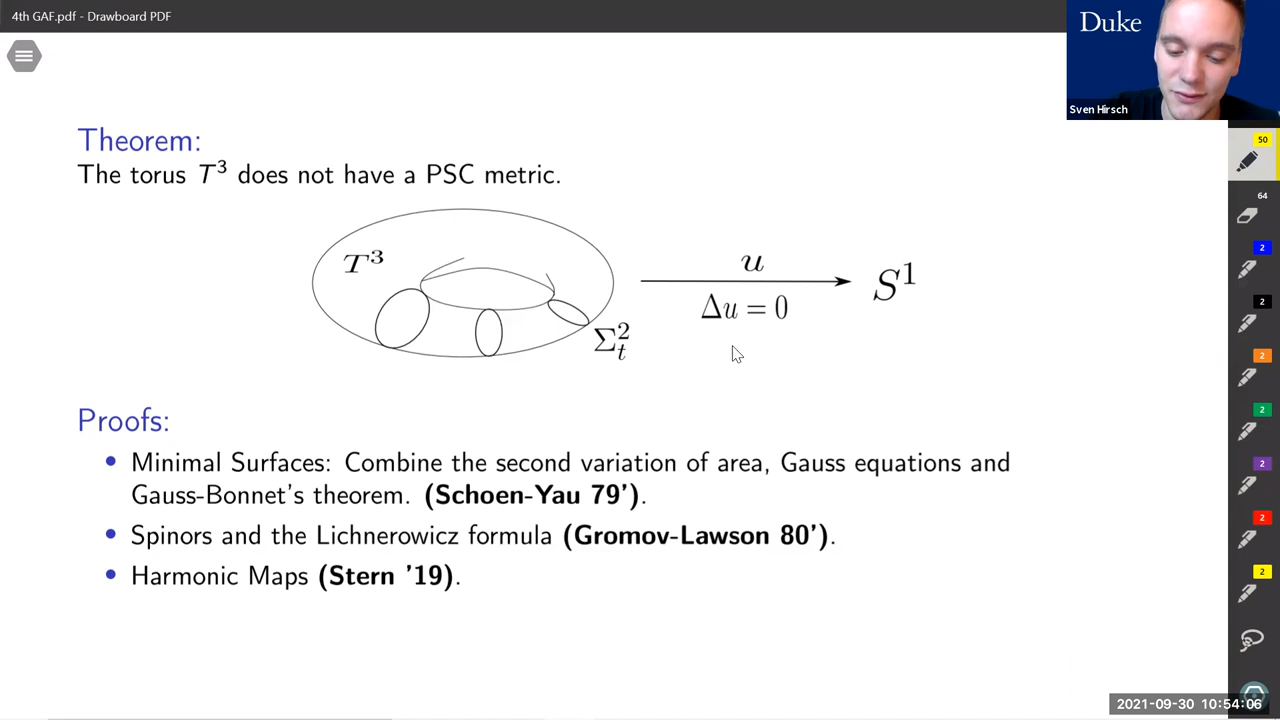 4th GAF.pdf - Drawboard PDF
Duke
Sven Hirsch
Theorem:
The torus T³ does not have a PSC metric.
T³
Σ²ₜ
u
Δu = 0
S¹
Proofs:
• Minimal Surfaces: Combine the second variation of area, Gauss equations and
Gauss-Bonnet's theorem. (Schoen-Yau 79').
• Spinors and the Lichnerowicz formula (Gromov-Lawson 80').
• Harmonic Maps (Stern '19).
50
64
2
2
2
2
2
2
2
2021-09-30 10:54:06